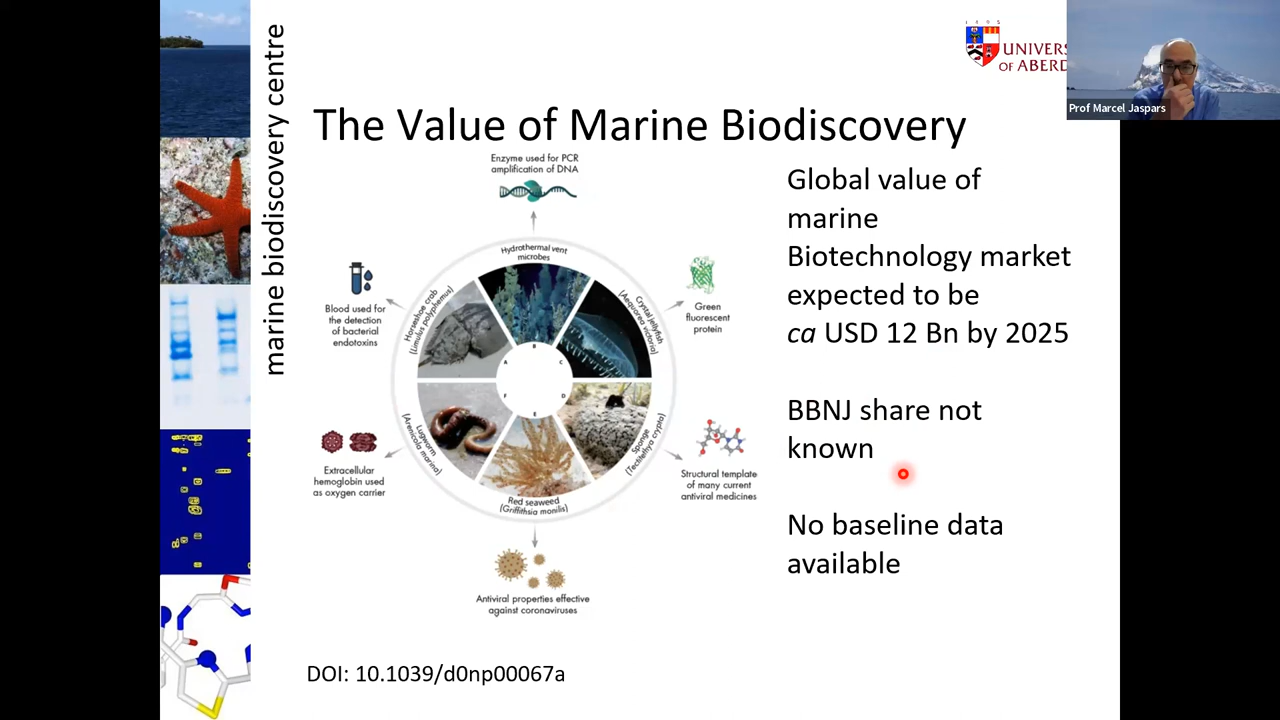 marine biodiscovery centre
1495
UNIVERS
OF ABERD
Prof Marcel Jaspars
The Value of Marine Biodiscovery
Enzyme used for PCR
amplification of DNA
Hydrothermal vent
microbes
Blood used for
the detection
of bacterial
endotoxins
Horseshoe crab
(Limulus polyphemus)
Crystal jellyfish
(Aequorea victoria)
Green
fluorescent
protein
A
B
C
D
E
F
Extracellular
hemoglobin used
as oxygen carrier
Lugworm
(Arenicola marina)
Sponge
(Tectitethya crypta)
Structural template
of many current
antiviral medicines
Red seaweed
(Griffithsia monilis)
Antiviral properties effective
against coronaviruses
Global value of
marine
Biotechnology market
expected to be
ca USD 12 Bn by 2025
BBNJ share not
known
No baseline data
available
DOI: 10.1039/d0np00067a